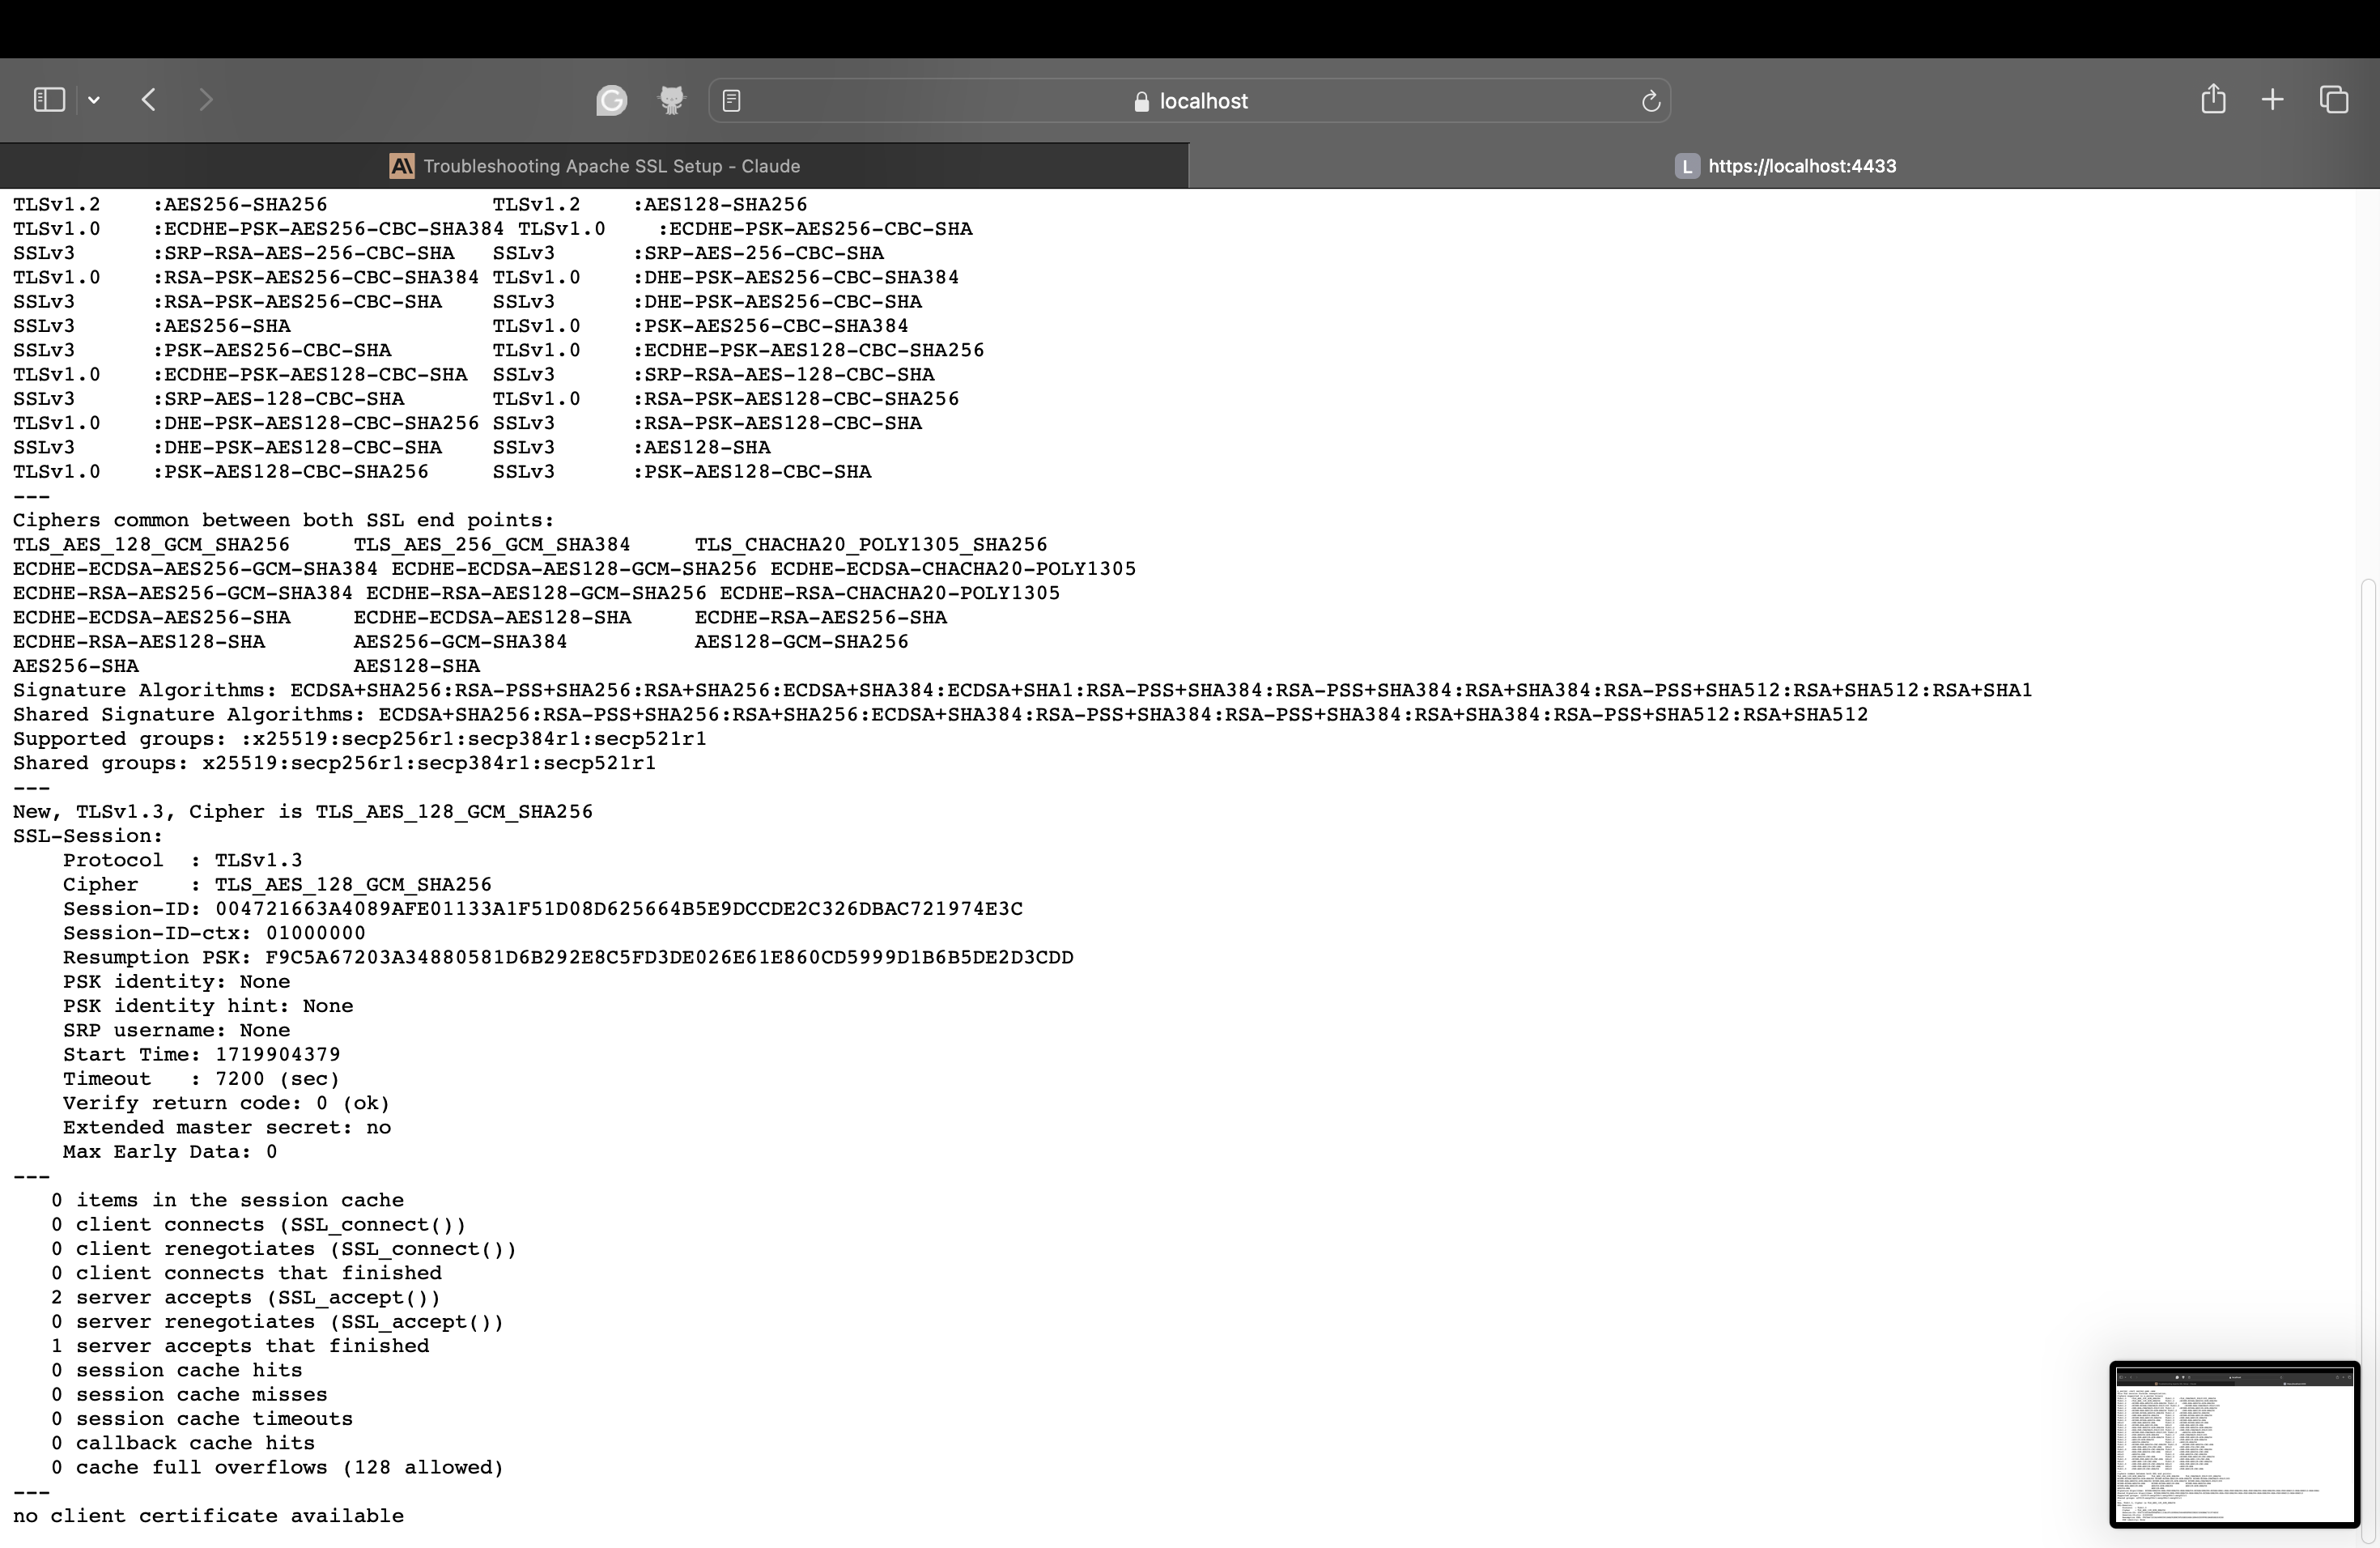 localhost
Troubleshooting Apache SSL Setup - Claude
L https://localhost:4433
TLSv1.2    :AES256-SHA256             TLSv1.2    :AES128-SHA256
TLSv1.0    :ECDHE-PSK-AES256-CBC-SHA384 TLSv1.0    :ECDHE-PSK-AES256-CBC-SHA
SSLv3      :SRP-RSA-AES-256-CBC-SHA   SSLv3      :SRP-AES-256-CBC-SHA
TLSv1.0    :RSA-PSK-AES256-CBC-SHA384 TLSv1.0    :DHE-PSK-AES256-CBC-SHA384
SSLv3      :RSA-PSK-AES256-CBC-SHA    SSLv3      :DHE-PSK-AES256-CBC-SHA
SSLv3      :AES256-SHA                TLSv1.0    :PSK-AES256-CBC-SHA384
SSLv3      :PSK-AES256-CBC-SHA        TLSv1.0    :ECDHE-PSK-AES128-CBC-SHA256
TLSv1.0    :ECDHE-PSK-AES128-CBC-SHA  SSLv3      :SRP-RSA-AES-128-CBC-SHA
SSLv3      :SRP-AES-128-CBC-SHA       TLSv1.0    :RSA-PSK-AES128-CBC-SHA256
TLSv1.0    :DHE-PSK-AES128-CBC-SHA256 SSLv3      :RSA-PSK-AES128-CBC-SHA
SSLv3      :DHE-PSK-AES128-CBC-SHA    SSLv3      :AES128-SHA
TLSv1.0    :PSK-AES128-CBC-SHA256     SSLv3      :PSK-AES128-CBC-SHA
---
Ciphers common between both SSL end points:
TLS_AES_128_GCM_SHA256     TLS_AES_256_GCM_SHA384     TLS_CHACHA20_POLY1305_SHA256
ECDHE-ECDSA-AES256-GCM-SHA384 ECDHE-ECDSA-AES128-GCM-SHA256 ECDHE-ECDSA-CHACHA20-POLY1305
ECDHE-RSA-AES256-GCM-SHA384 ECDHE-RSA-AES128-GCM-SHA256 ECDHE-RSA-CHACHA20-POLY1305
ECDHE-ECDSA-AES256-SHA     ECDHE-ECDSA-AES128-SHA     ECDHE-RSA-AES256-SHA
ECDHE-RSA-AES128-SHA       AES256-GCM-SHA384          AES128-GCM-SHA256
AES256-SHA                 AES128-SHA
Signature Algorithms: ECDSA+SHA256:RSA-PSS+SHA256:RSA+SHA256:ECDSA+SHA384:ECDSA+SHA1:RSA-PSS+SHA384:RSA-PSS+SHA384:RSA+SHA384:RSA-PSS+SHA512:RSA+SHA512:RSA+SHA1
Shared Signature Algorithms: ECDSA+SHA256:RSA-PSS+SHA256:RSA+SHA256:ECDSA+SHA384:RSA-PSS+SHA384:RSA-PSS+SHA384:RSA+SHA384:RSA-PSS+SHA512:RSA+SHA512
Supported groups: :x25519:secp256r1:secp384r1:secp521r1
Shared groups: x25519:secp256r1:secp384r1:secp521r1
---
New, TLSv1.3, Cipher is TLS_AES_128_GCM_SHA256
SSL-Session:
    Protocol  : TLSv1.3
    Cipher    : TLS_AES_128_GCM_SHA256
    Session-ID: 004721663A4089AFE01133A1F51D08D625664B5E9DCCDE2C326DBAC721974E3C
    Session-ID-ctx: 01000000
    Resumption PSK: F9C5A67203A34880581D6B292E8C5FD3DE026E61E860CD5999D1B6B5DE2D3CDD
    PSK identity: None
    PSK identity hint: None
    SRP username: None
    Start Time: 1719904379
    Timeout   : 7200 (sec)
    Verify return code: 0 (ok)
    Extended master secret: no
    Max Early Data: 0
---
   0 items in the session cache
   0 client connects (SSL_connect())
   0 client renegotiates (SSL_connect())
   0 client connects that finished
   2 server accepts (SSL_accept())
   0 server renegotiates (SSL_accept())
   1 server accepts that finished
   0 session cache hits
   0 session cache misses
   0 session cache timeouts
   0 callback cache hits
   0 cache full overflows (128 allowed)
---
no client certificate available